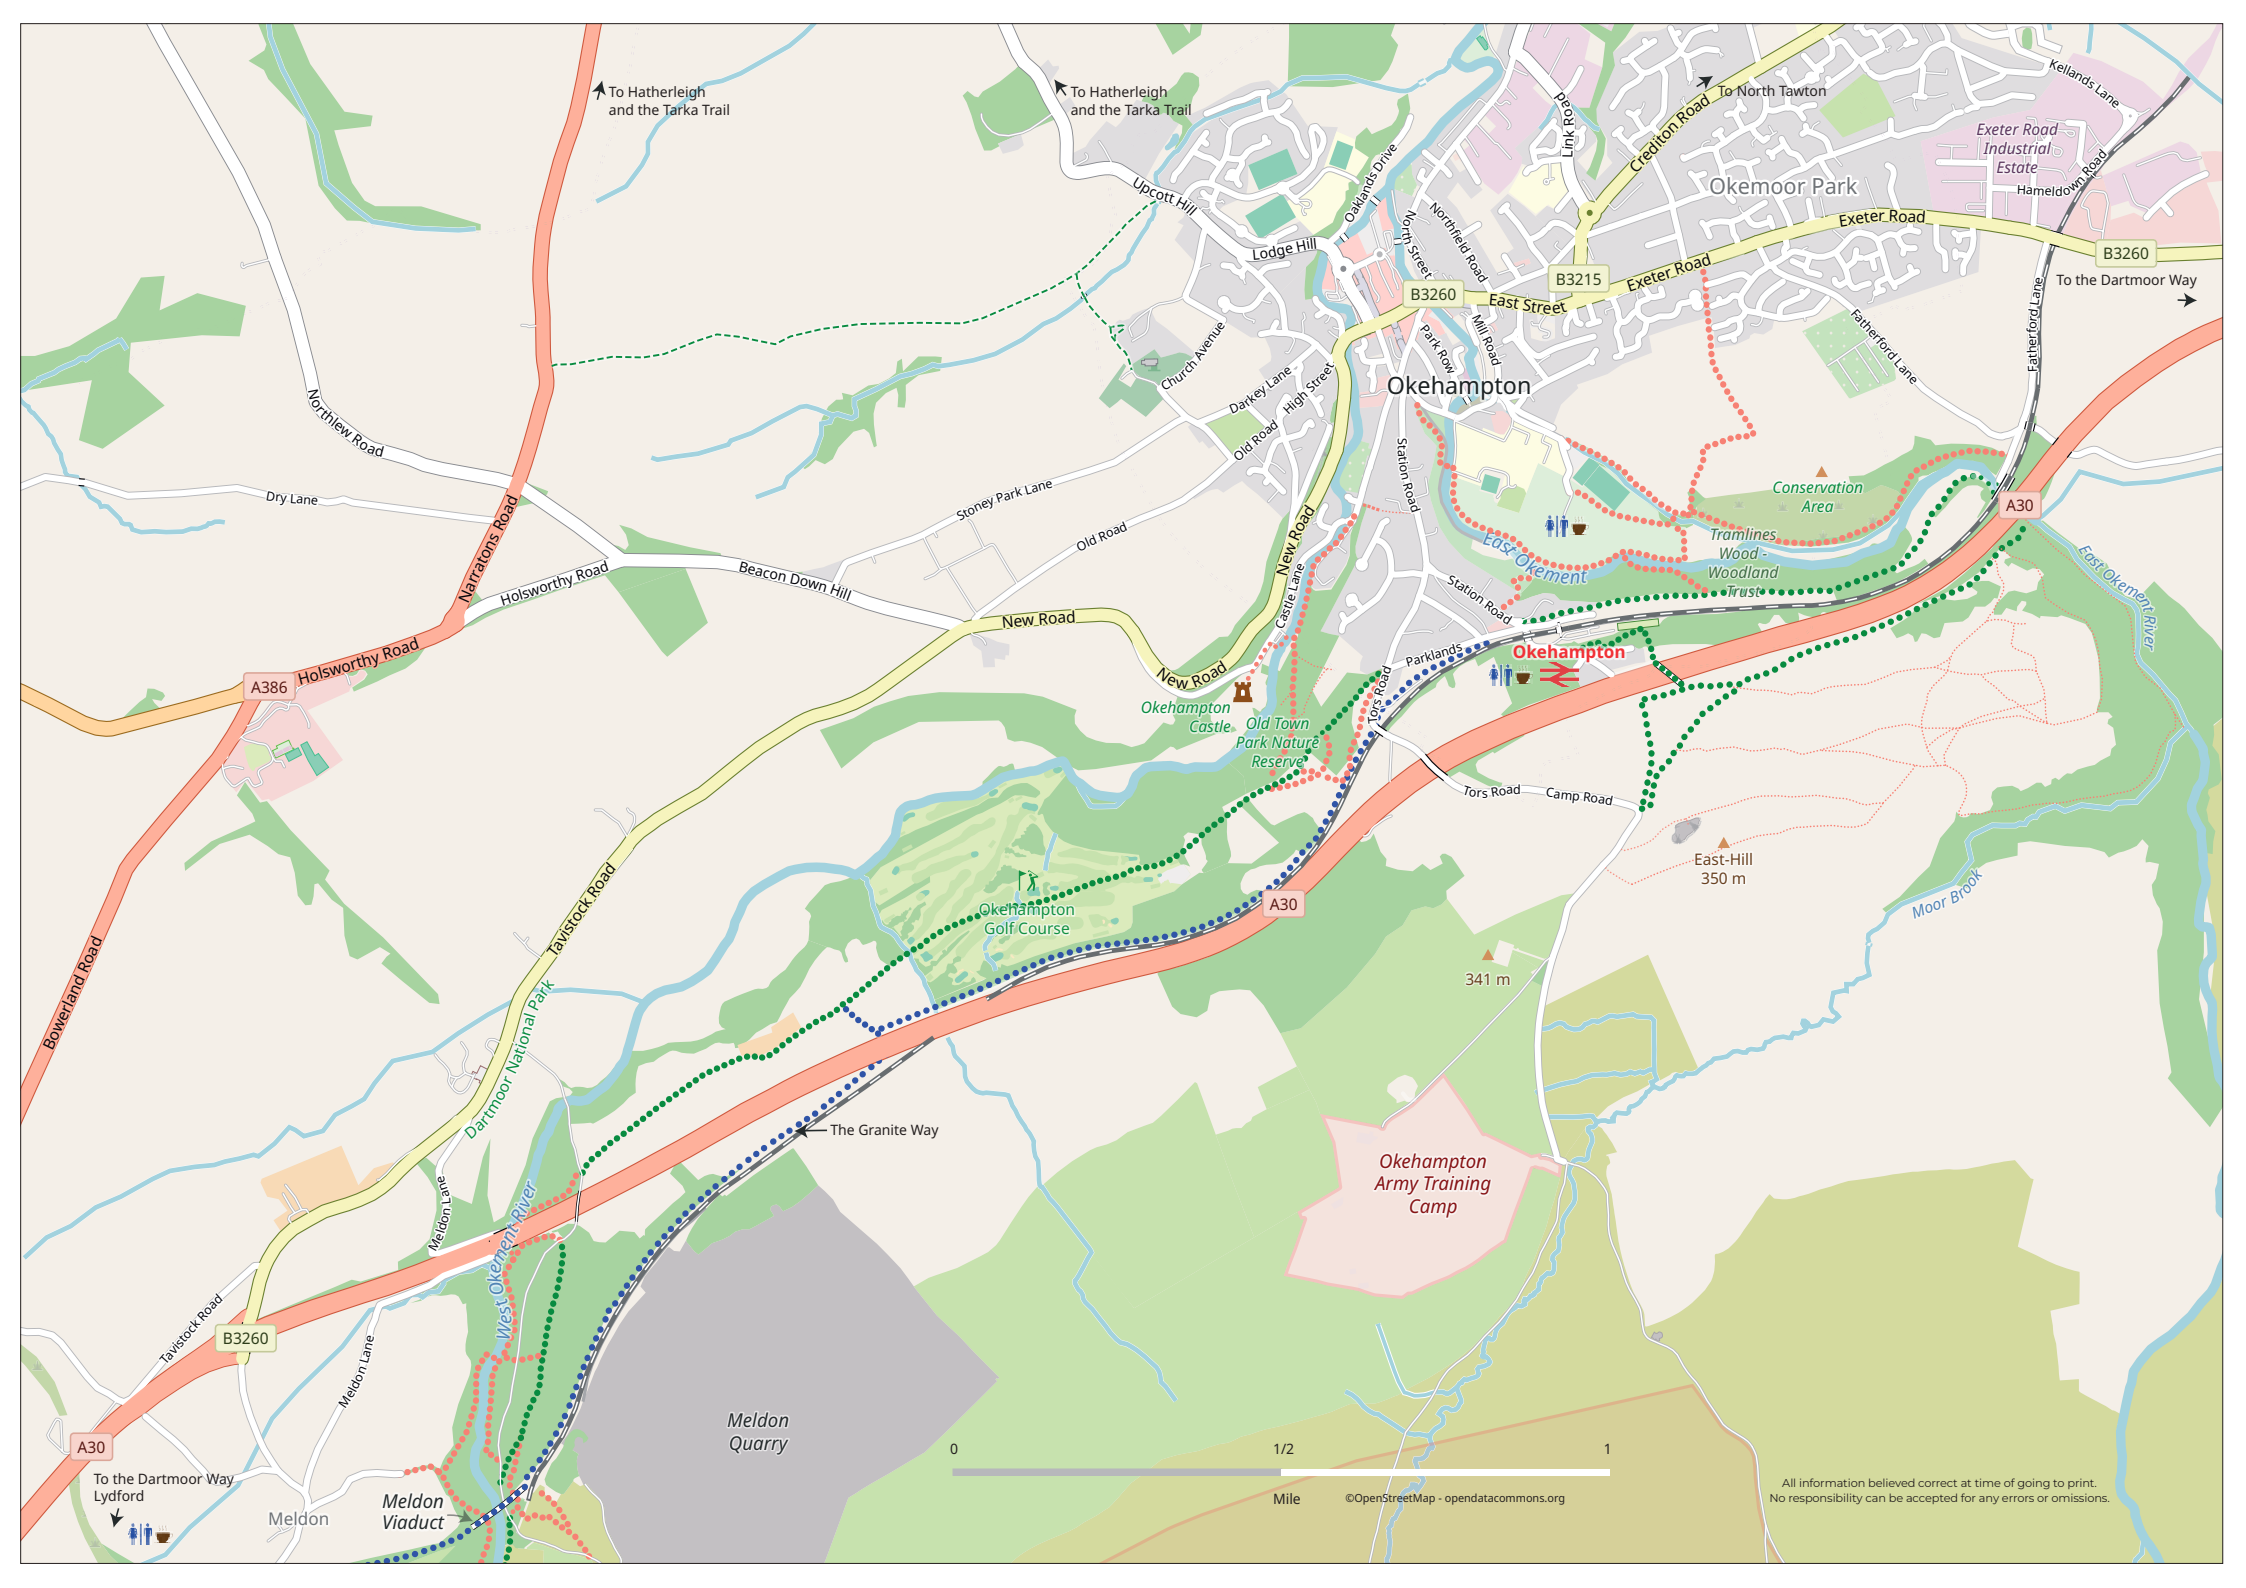 To Hatherleigh
and the Tarka Trail
To Hatherleigh
and the Tarka Trail
To North Tawton
Kellands Lane
Link Road
Crediton Road
Exeter Road
Industrial
Estate
Hameldown Road
Okemoor Park
Upcott Hill
Oaklands Drive
Lodge Hill
North Street
Northfield Road
Exeter Road
B3260
To the Dartmoor Way
B3215
Exeter Road
B3260
East Street
Fatherford Lane
Fatherford Lane
Mill Road
Park Row
Church Avenue
Okehampton
Darkey Lane
High Street
Old Road
Northlew Road
Station Road
Dry Lane
Stoney Park Lane
Conservation
Area
A30
Narratons Road
New Road
Old Road
East Okement
Tramlines
Wood -
Woodland
Trust
East Okement River
Holsworthy Road
Beacon Down Hill
Castle Lane
Station Road
New Road
Holsworthy Road
Parklands
Okehampton
A386
New Road
Tors Road
Okehampton
Castle
Old Town
Park Nature
Reserve
Tors Road
Camp Road
East-Hill
350 m
Moor Brook
Tavistock Road
A30
Okehampton
Golf Course
Bowerland Road
341 m
Dartmoor National Park
The Granite Way
Okehampton
Army Training
Camp
Meldon Lane
West Okement River
Tavistock Road
B3260
Meldon Lane
Meldon
Quarry
A30
0
1/2
1
Mile
©OpenStreetMap - opendatacommons.org
To the Dartmoor Way
Lydford
Meldon
Meldon
Viaduct
All information believed correct at time of going to print.
No responsibility can be accepted for any errors or omissions.